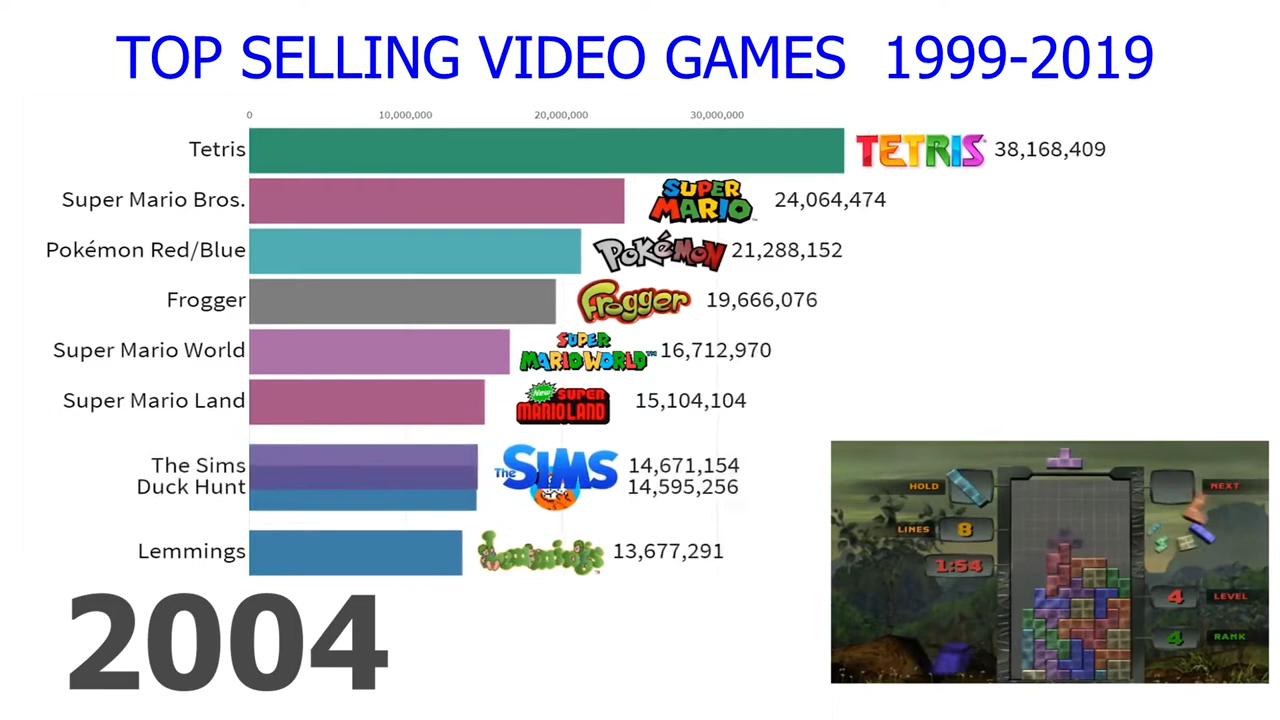 TOP SELLING VIDEO GAMES 1999-2019
0 10,000,000 20,000,000 30,000,000
Tetris TETRIS 38,168,409
Super Mario Bros. SUPER MARIO ™ 24,064,474
Pokémon Red/Blue POKéMON 21,288,152
Frogger Frogger 19,666,076
Super Mario World SUPER MARIO WORLD ™ 16,712,970
Super Mario Land New SUPER MARIO LAND 15,104,104
The Sims The SIMS 14,671,154
Duck Hunt 14,595,256
Lemmings Lemmings 13,677,291
2004
HOLD
NEXT
LINES 8
1:54
4 LEVEL
4 RANK